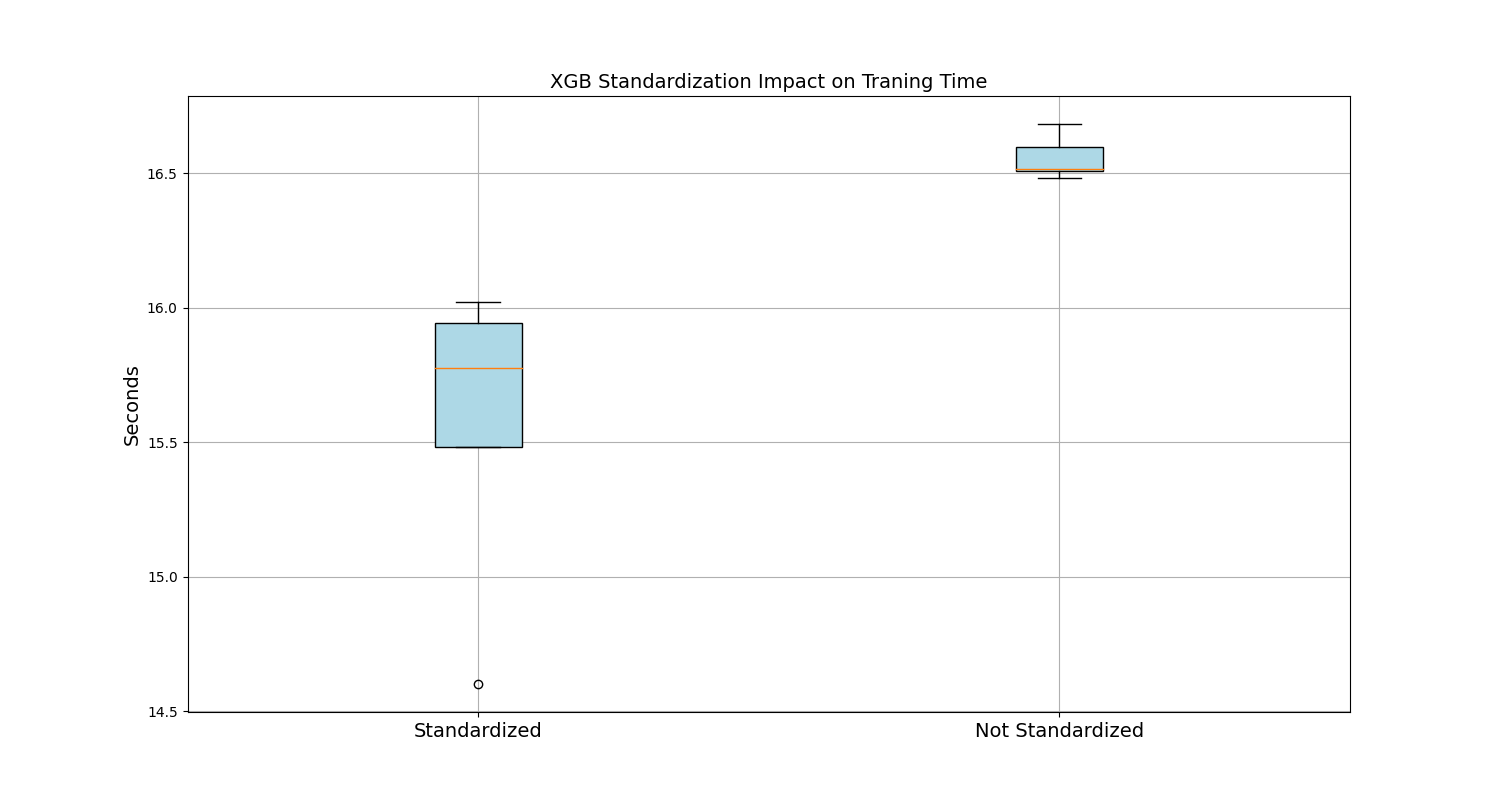 XGB Standardization Impact on Traning Time
Seconds
16.5
16.0
15.5
15.0
14.5
Standardized
Not Standardized